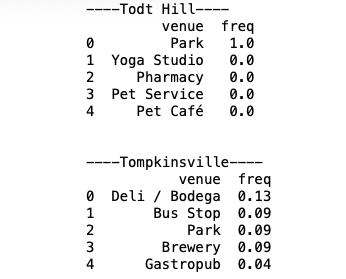 ----Todt Hill----
venue freq
0 Park 1.0
1 Yoga Studio 0.0
2 Pharmacy 0.0
3 Pet Service 0.0
4 Pet Café 0.0
----Tompkinsville----
venue freq
0 Deli / Bodega 0.13
1 Bus Stop 0.09
2 Park 0.09
3 Brewery 0.09
4 Gastropub 0.04